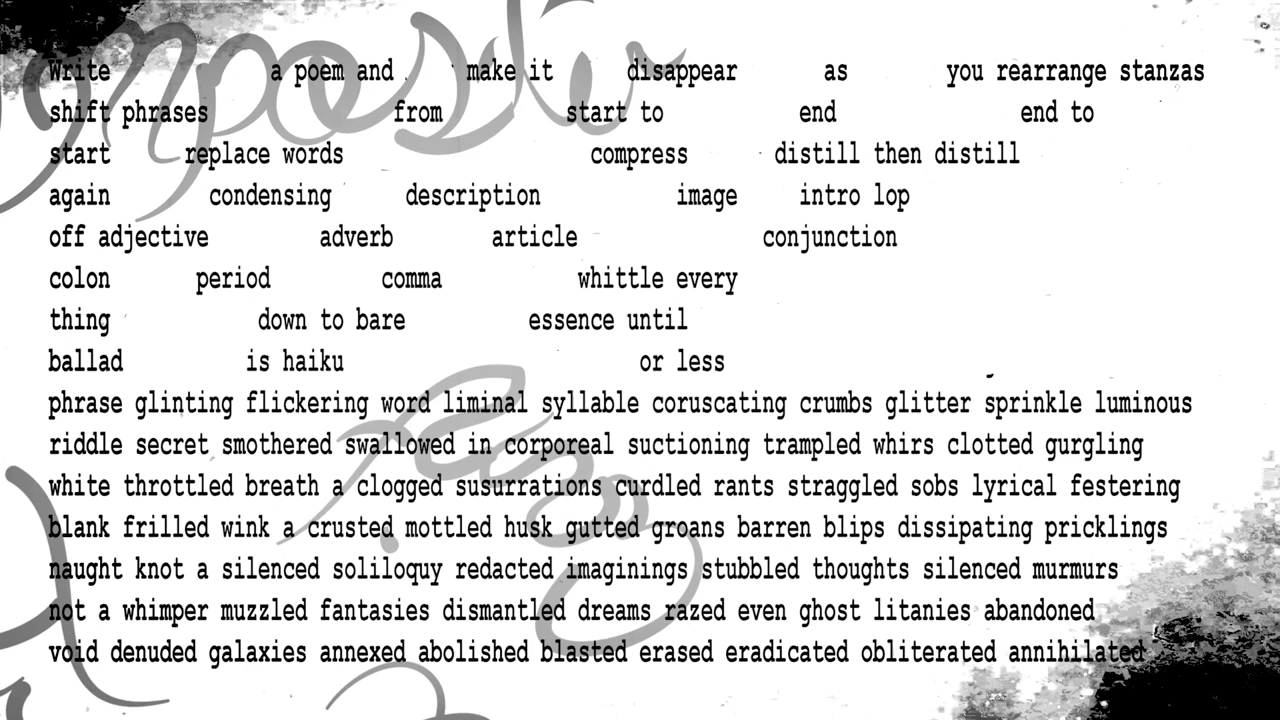 Write a poem and make it disappear as you rearrange stanzas
shift phrases from start to end end to
start replace words compress distill then distill
again condensing description image intro lop
off adjective adverb article conjunction
colon period comma whittle every
thing down to bare essence until
ballad is haiku or less
phrase glinting flickering word liminal syllable coruscating crumbs glitter sprinkle luminous
riddle secret smothered swallowed in corporeal suctioning trampled whirs clotted gurgling
white throttled breath a clogged susurrations curdled rants straggled sobs lyrical festering
blank frilled wink a crusted mottled husk gutted groans barren blips dissipating pricklings
naught knot a silenced soliloquy redacted imaginings stubbled thoughts silenced murmurs
not a whimper muzzled fantasies dismantled dreams razed even ghost litanies abandoned
void denuded galaxies annexed abolished blasted erased eradicated obliterated annihilated